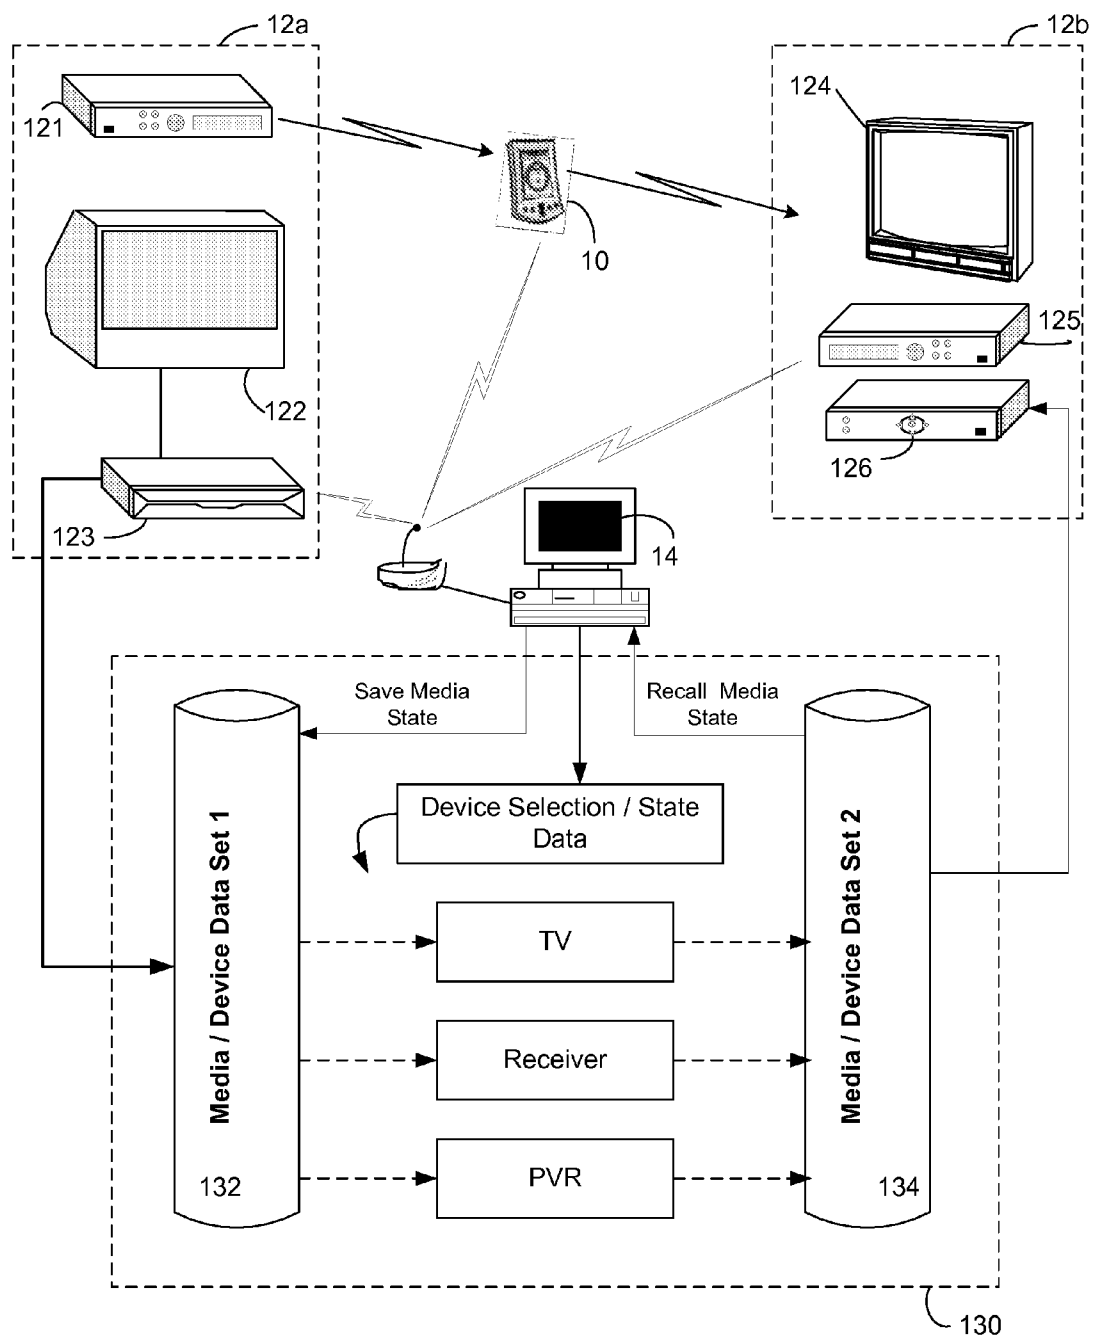 12a
12b
121
124
10
125
122
126
123
14
Save Media
State
Recall Media
State
Device Selection / State
Data
Media / Device Data Set 1
Media / Device Data Set 2
TV
Receiver
PVR
132
134
130